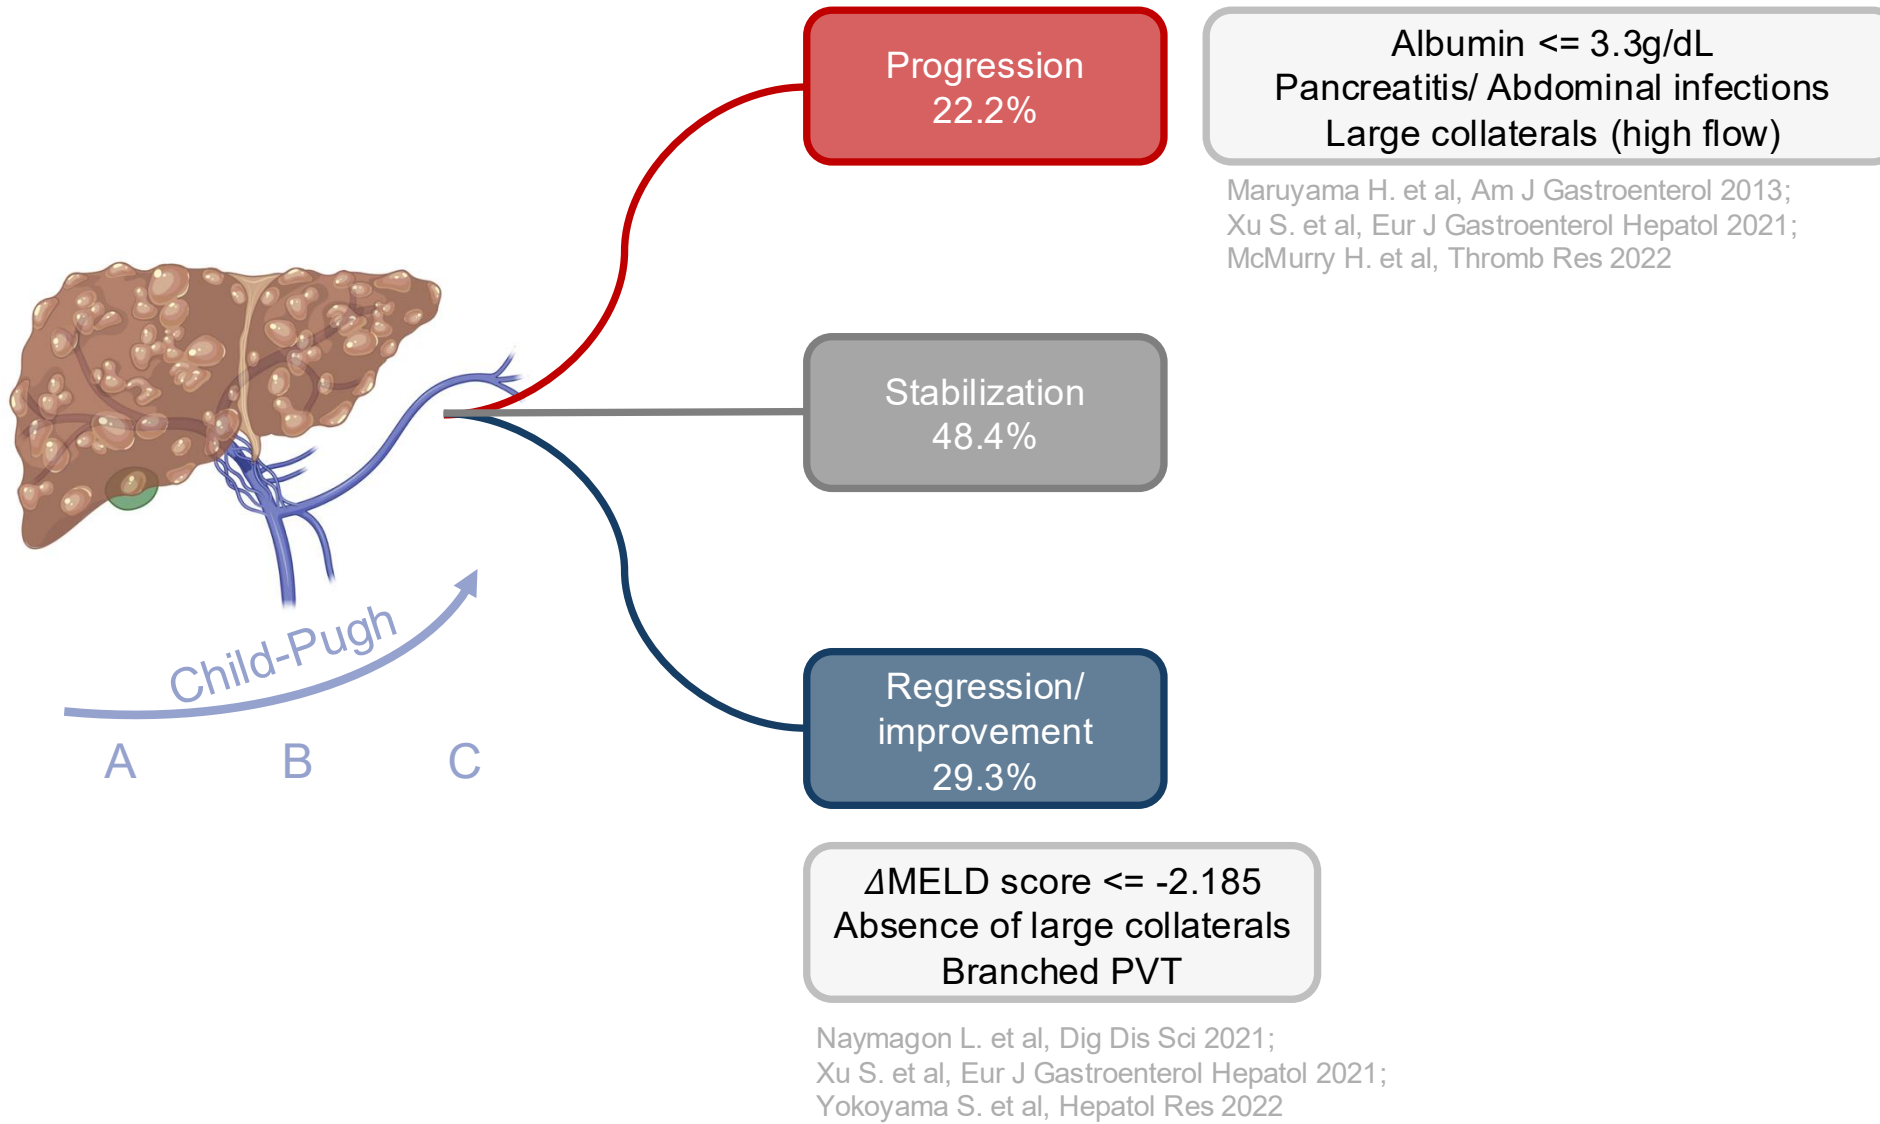 Progression
22.2%
Albumin <= 3.3g/dL
Pancreatitis/ Abdominal infections
Large collaterals (high flow)
Maruyama H. et al, Am J Gastroenterol 2013;
Xu S. et al, Eur J Gastroenterol Hepatol 2021;
McMurry H. et al, Thromb Res 2022
Stabilization
48.4%
Child-Pugh
A B C
Regression/
improvement
29.3%
ΔMELD score <= -2.185
Absence of large collaterals
Branched PVT
Naymagon L. et al, Dig Dis Sci 2021;
Xu S. et al, Eur J Gastroenterol Hepatol 2021;
Yokoyama S. et al, Hepatol Res 2022